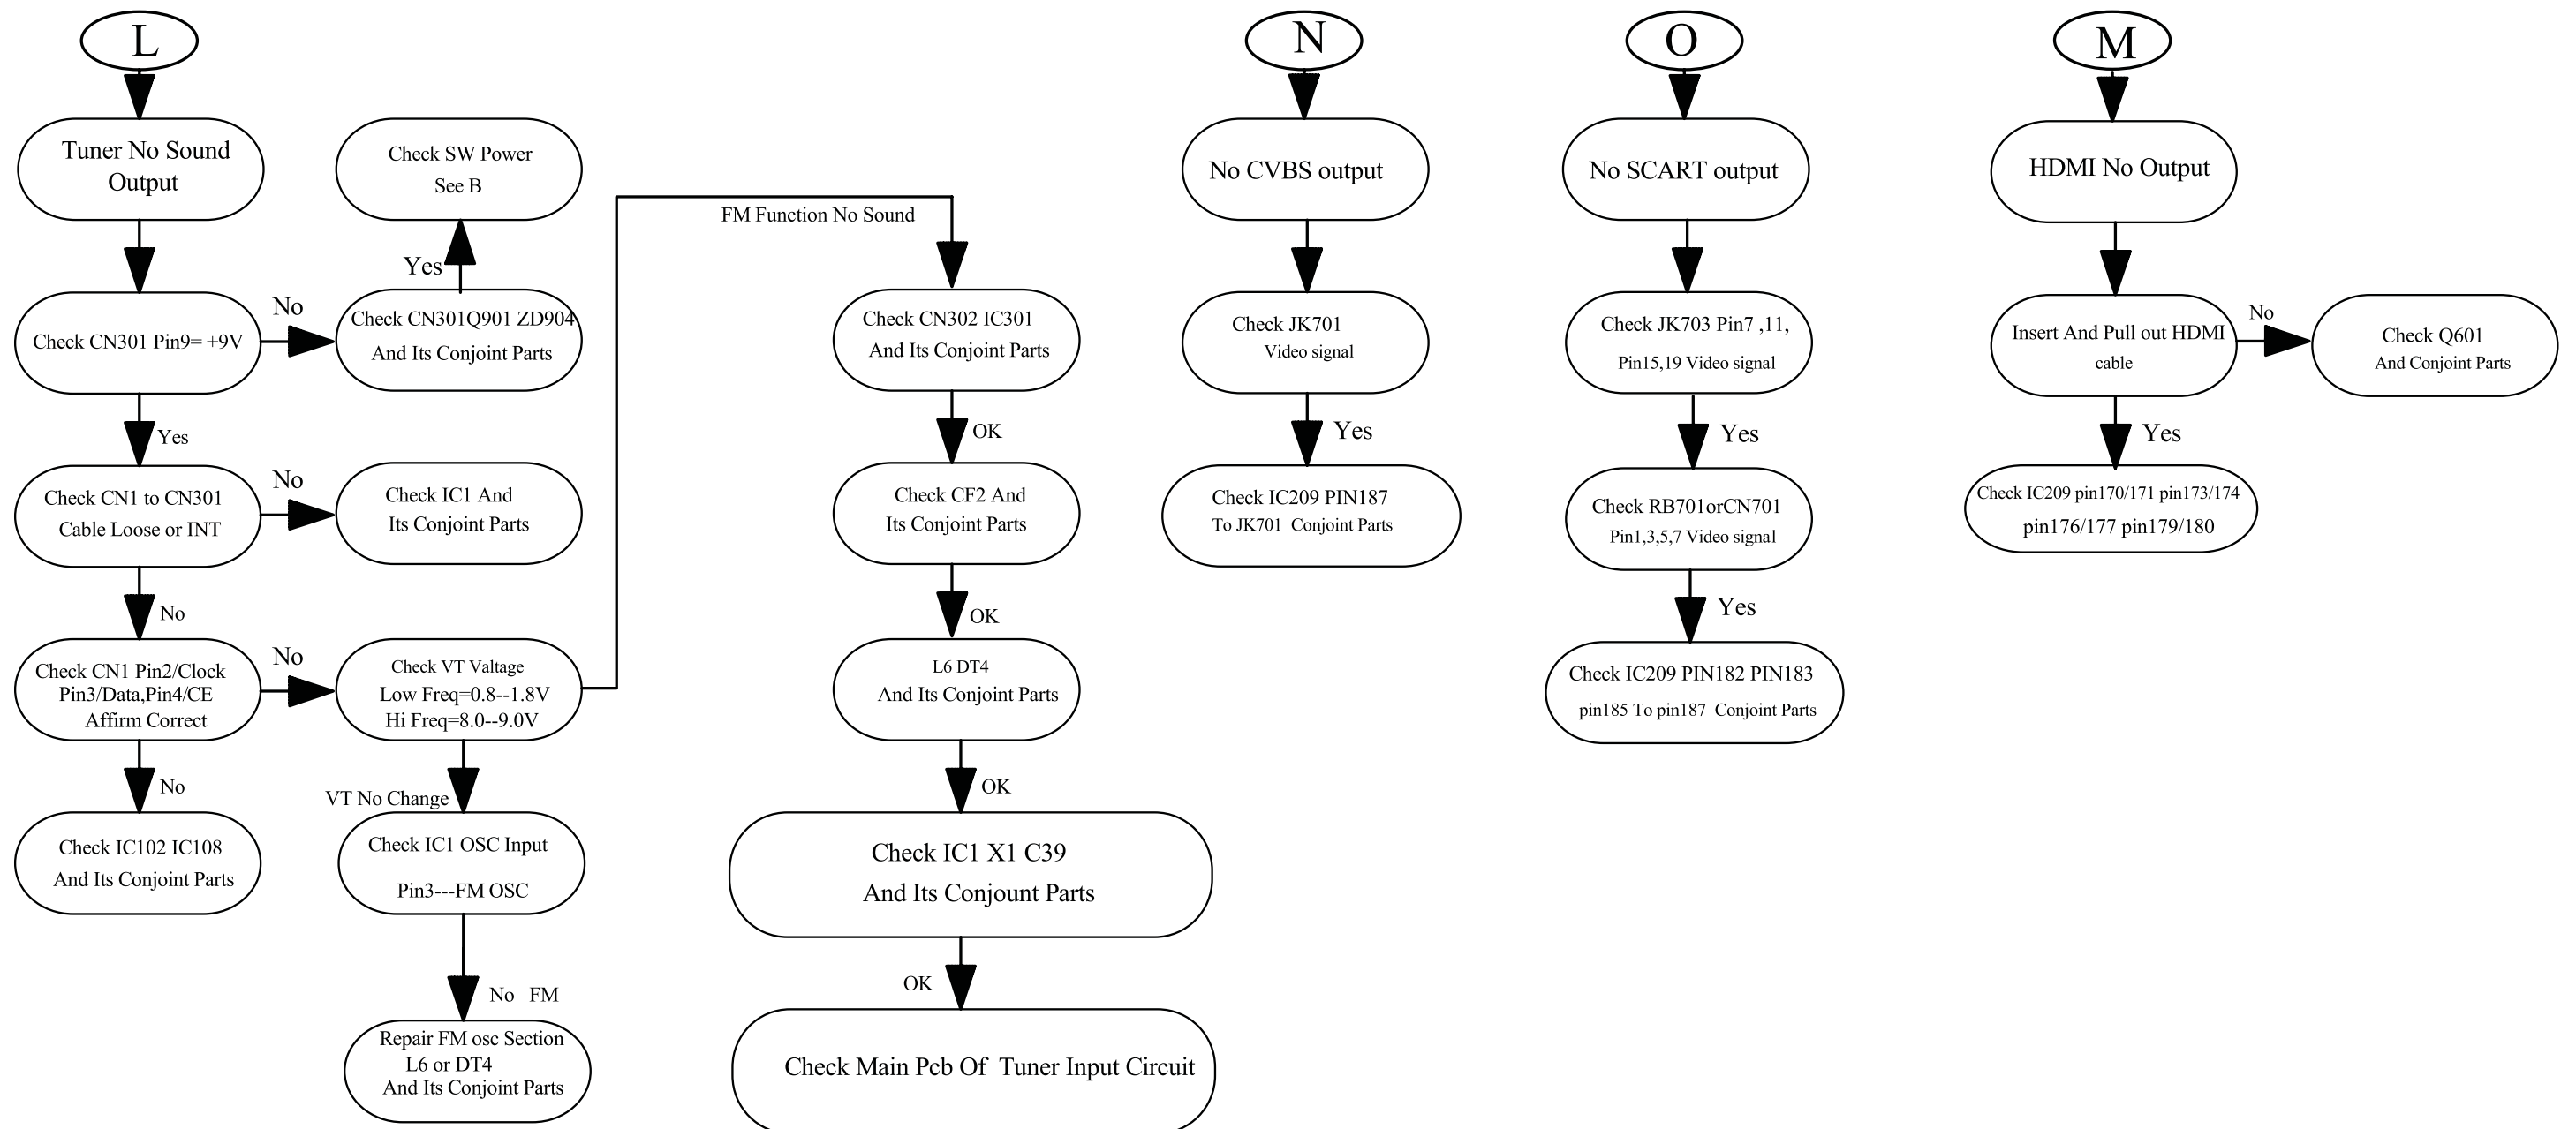 L
Tuner No Sound
Output
Check CN301 Pin9= +9V
No
Check CN301Q901 ZD904
And Its Conjoint Parts
Yes
Check SW Power
See B
Yes
Check CN1 to CN301
Cable Loose or INT
No
Check IC1 And
Its Conjoint Parts
No
Check CN1 Pin2/Clock
Pin3/Data,Pin4/CE
Affirm Correct
No
Check VT Valtage
Low Freq=0.8--1.8V
Hi Freq=8.0--9.0V
No
Check IC102 IC108
And Its Conjoint Parts
VT No Change
Check IC1 OSC Input
Pin3---FM OSC
No FM
Repair FM osc Section
L6 or DT4
And Its Conjoint Parts
FM Function No Sound
Check CN302 IC301
And Its Conjoint Parts
OK
Check CF2 And
Its Conjoint Parts
OK
L6 DT4
And Its Conjoint Parts
OK
Check IC1 X1 C39
And Its Conjount Parts
OK
Check Main Pcb Of Tuner Input Circuit
N
No CVBS output
Check JK701
Video signal
Yes
Check IC209 PIN187
To JK701 Conjoint Parts
O
No SCART output
Check JK703 Pin7 ,11,
Pin15,19 Video signal
Yes
Check RB701orCN701
Pin1,3,5,7 Video signal
Yes
Check IC209 PIN182 PIN183
pin185 To pin187 Conjoint Parts
M
HDMI No Output
Insert And Pull out HDMI
cable
No
Check Q601
And Conjoint Parts
Yes
Check IC209 pin170/171 pin173/174
pin176/177 pin179/180